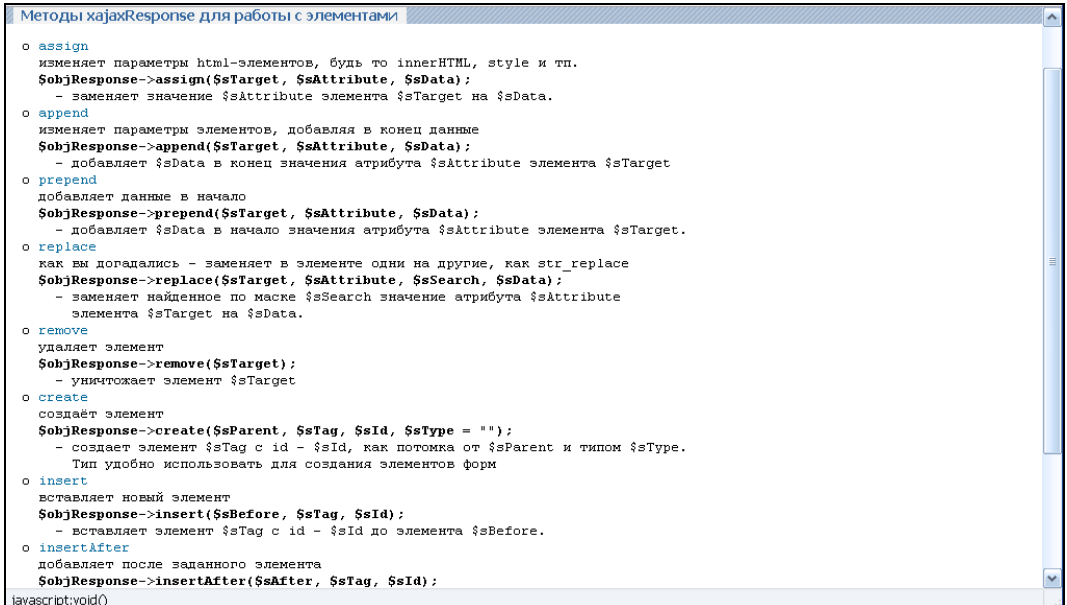 Методы xajaxResponse для работы с элементами
o assign
изменяет параметры html-элементов, будь то innerHTML, style и тп.
$objResponse->assign($sTarget, $sAttribute, $sData);
- заменяет значение $sAttribute элемента $sTarget на $sData.
o append
изменяет параметры элементов, добавляя в конец данные
$objResponse->append($sTarget, $sAttribute, $sData);
- добавляет $sData в конец значения атрибута $sAttribute элемента $sTarget
o prepend
добавляет данные в начало
$objResponse->prepend($sTarget, $sAttribute, $sData);
- добавляет $sData в начало значения атрибута $sAttribute элемента $sTarget.
o replace
как вы догадались - заменяет в элементе одни на другие, как str_replace
$objResponse->replace($sTarget, $sAttribute, $sSearch, $sData);
- заменяет найденное по маске $sSearch значение атрибута $sAttribute
элемента $sTarget на $sData.
o remove
удаляет элемент
$objResponse->remove($sTarget);
- уничтожает элемент $sTarget
o create
создаёт элемент
$objResponse->create($sParent, $sTag, $sId, $sType = "");
- создает элемент $sTag с id - $sId, как потомка от $sParent и типом $sType.
Тип удобно использовать для создания элементов форм
o insert
вставляет новый элемент
$objResponse->insert($sBefore, $sTag, $sId);
- вставляет элемент $sTag с id - $sId до элемента $sBefore.
o insertAfter
добавляет после заданного элемента
$objResponse->insertAfter($sAfter, $sTag, $sId);
javascript:void()